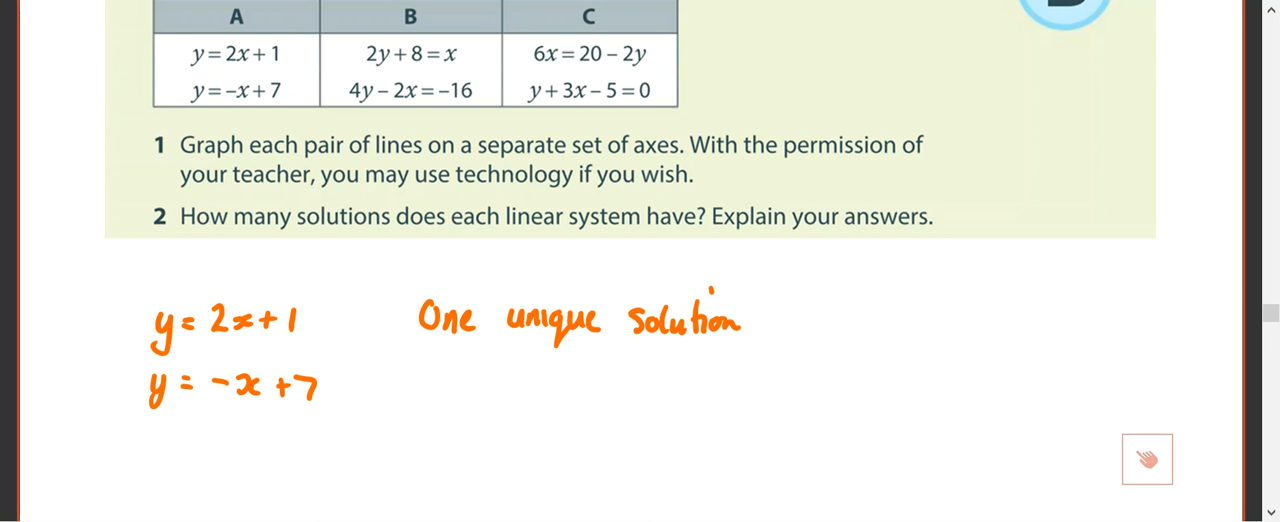 A B C
y = 2x + 1 2y + 8 = x 6x = 20 – 2y
y = –x + 7 4y – 2x = –16 y + 3x – 5 = 0
1 Graph each pair of lines on a separate set of axes. With the permission of
your teacher, you may use technology if you wish.
2 How many solutions does each linear system have? Explain your answers.
y = 2x + 1 One unique solution
y = -x + 7